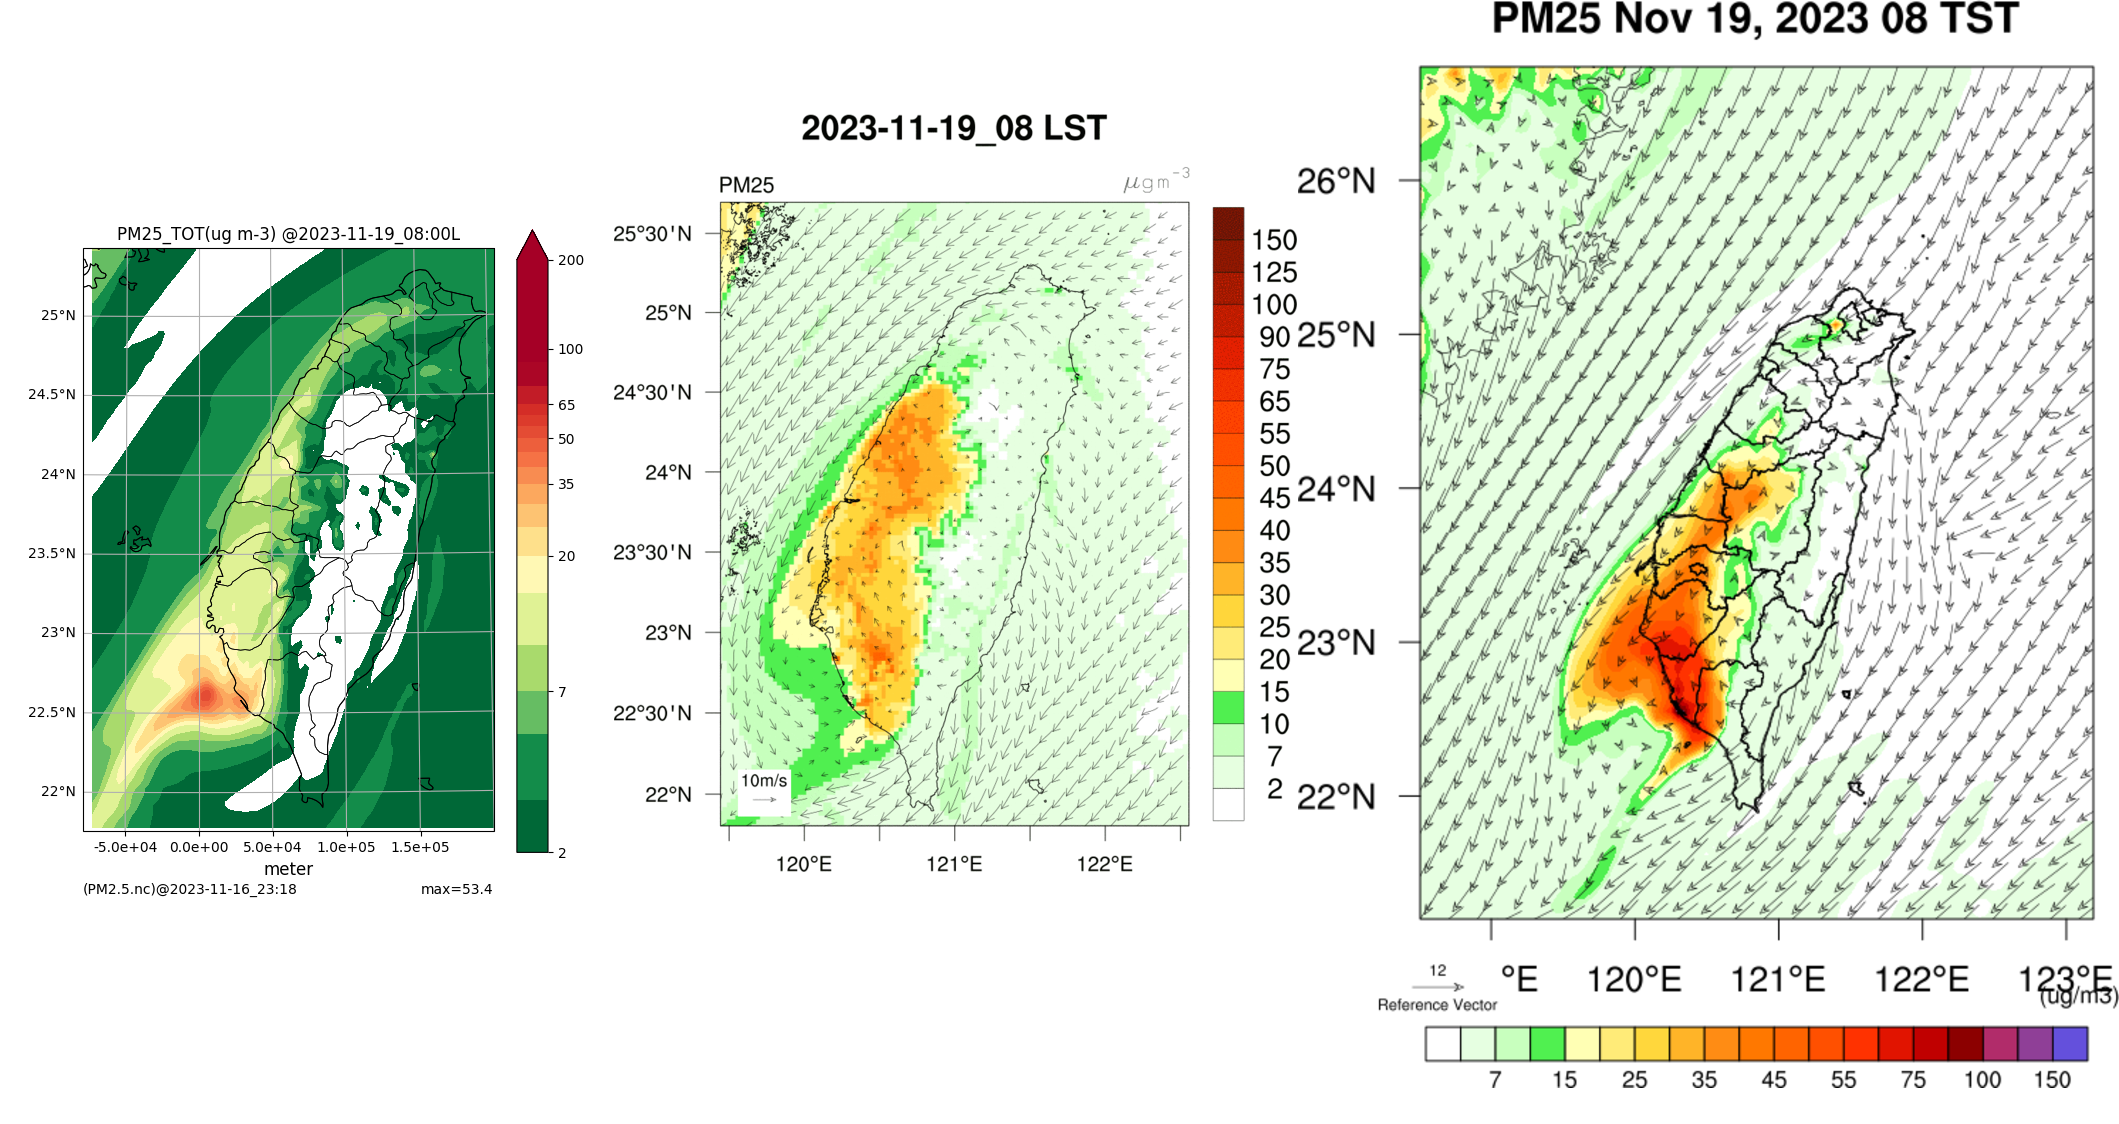 PM25_TOT(ug m-3) @2023-11-19_08:00L
25°N
24.5°N
24°N
23.5°N
23°N
22.5°N
22°N
-5.0e+04 0.0e+00 5.0e+04 1.0e+05 1.5e+05
meter
(PM2.5.nc)@2023-11-16_23:18 max=53.4
200
100
65
50
35
20
7
2
2023-11-19_08 LST
PM25 μgm⁻³
25°30'N
25°N
24°30'N
24°N
23°30'N
23°N
22°30'N
22°N
10m/s
120°E 121°E 122°E
150
125
100
90
75
65
55
50
45
40
35
30
25
20
15
10
7
2
PM25 Nov 19, 2023 08 TST
26°N
25°N
24°N
23°N
22°N
°E 120°E 121°E 122°E 123°E
12
Reference Vector
(ug/m3)
7 15 25 35 45 55 75 100 150